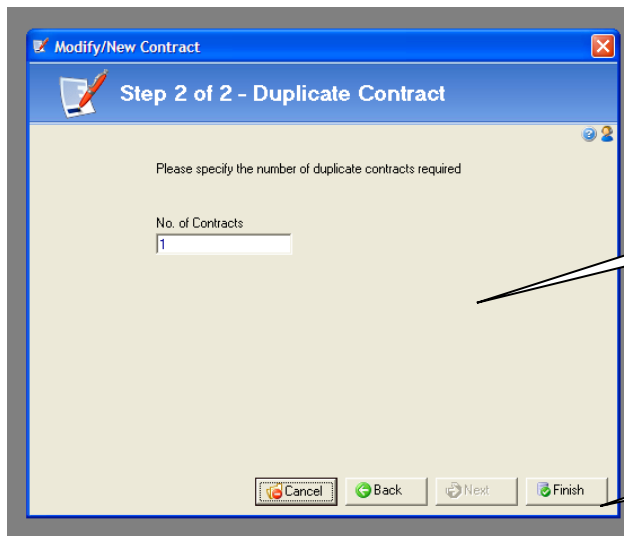 Modify/New Contract
Step 2 of 2 - Duplicate Contract
Please specify the number of duplicate contracts required
No. of Contracts
1
Cancel Back Next Finish